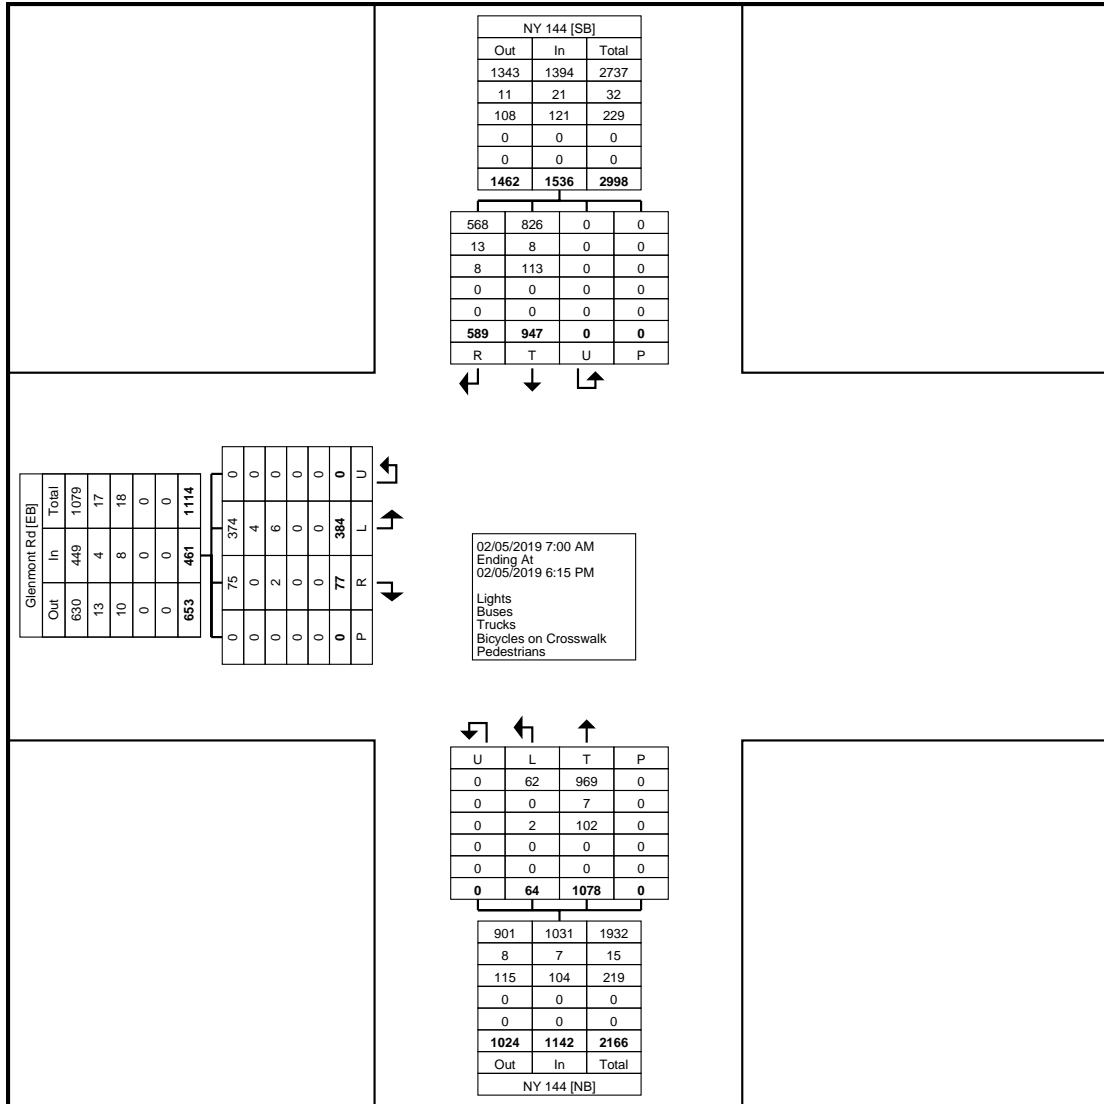 NY 144 [SB]
Out In Total
1343 1394 2737
11 21 32
108 121 229
0 0 0
0 0 0
1462 1536 2998
568 826 0 0
13 8 0 0
8 113 0 0
0 0 0 0
0 0 0 0
589 947 0 0
R T U P
Glenmont Rd [EB]
Out In Total
630 449 1079
13 4 17
10 8 18
0 0 0
0 0 0
653 461 1114
0 75 374 0
0 0 4 0
0 2 6 0
0 0 0 0
0 0 0 0
0 77 384 0
P R L U
02/05/2019 7:00 AM
Ending At
02/05/2019 6:15 PM
Lights
Buses
Trucks
Bicycles on Crosswalk
Pedestrians
U L T P
0 62 969 0
0 0 7 0
0 2 102 0
0 0 0 0
0 0 0 0
0 64 1078 0
901 1031 1932
8 7 15
115 104 219
0 0 0
0 0 0
1024 1142 2166
Out In Total
NY 144 [NB]